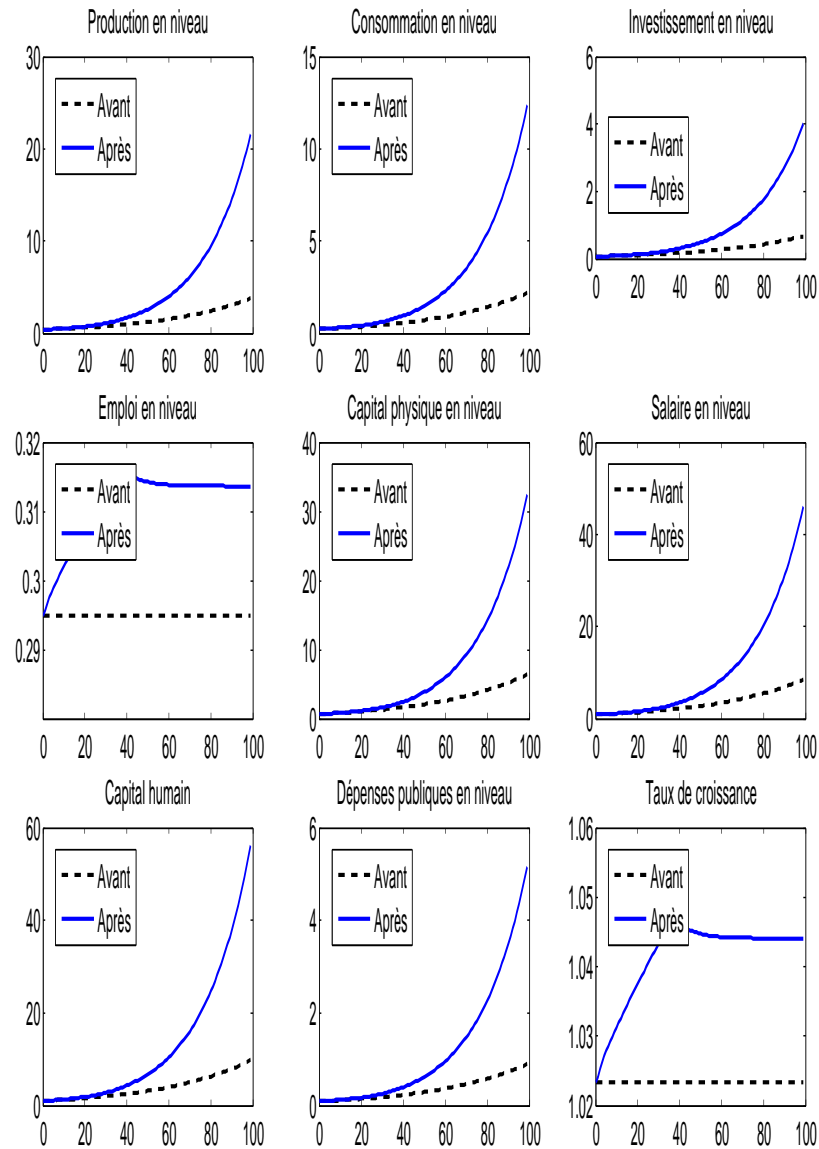 Production en niveau
30
20
10
0
0 20 40 60 80 100
Avant
Après
Consommation en niveau
15
10
5
0
0 20 40 60 80 100
Avant
Après
Investissement en niveau
6
4
2
0
0 20 40 60 80 100
Avant
Après
Emploi en niveau
0.32
0.31
0.3
0.29
0 20 40 60 80 100
Avant
Après
Capital physique en niveau
40
30
20
10
0
0 20 40 60 80 100
Avant
Après
Salaire en niveau
60
40
20
0
0 20 40 60 80 100
Avant
Après
Capital humain
60
40
20
0
0 20 40 60 80 100
Avant
Après
Dépenses publiques en niveau
6
4
2
0
0 20 40 60 80 100
Avant
Après
Taux de croissance
1.06
1.05
1.04
1.03
1.02
0 20 40 60 80 100
Avant
Après